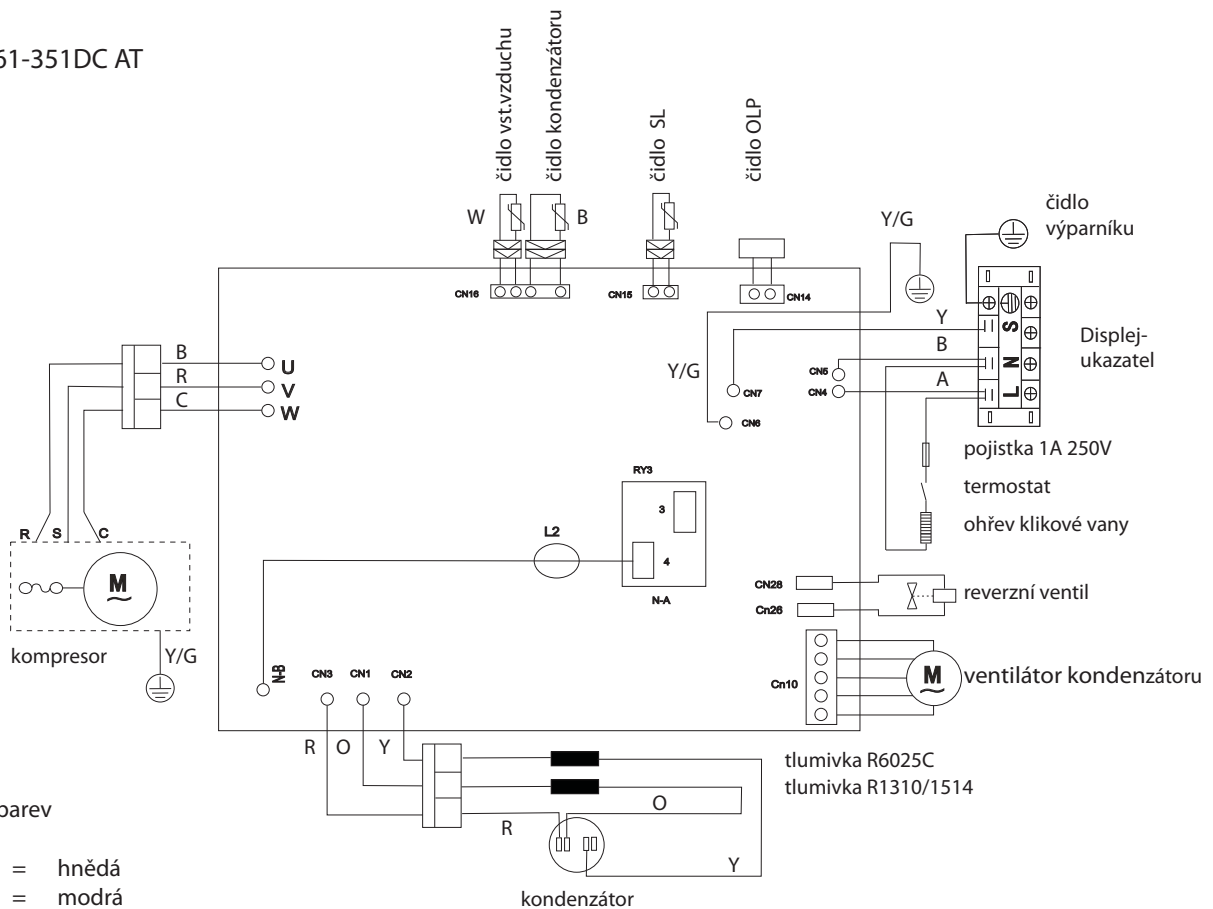 61-351DC AT
čidlo vst.vzduchu
čidlo kondenzátoru
čidlo SL
čidlo OLP
W
B
Y/G
čidlo
výparníku
CN16
CN15
CN14
Y
S
Displej-
ukazatel
B
U
B
N
R
V
Y/G
CN5
A
C
W
CN7
CN4
L
CN6
pojistka 1A 250V
RY3
termostat
3
ohřev klikové vany
R
S
C
L2
4
M
CN28
reverzní ventil
N-A
Cn26
kompresor
Y/G
N-B
CN3
CN1
CN2
Cn10
M
ventilátor kondenzátoru
R
O
Y
tlumivka R6025C
tlumivka R1310/1514
O
barev
R
Y
= hnědá
= modrá
kondenzátor